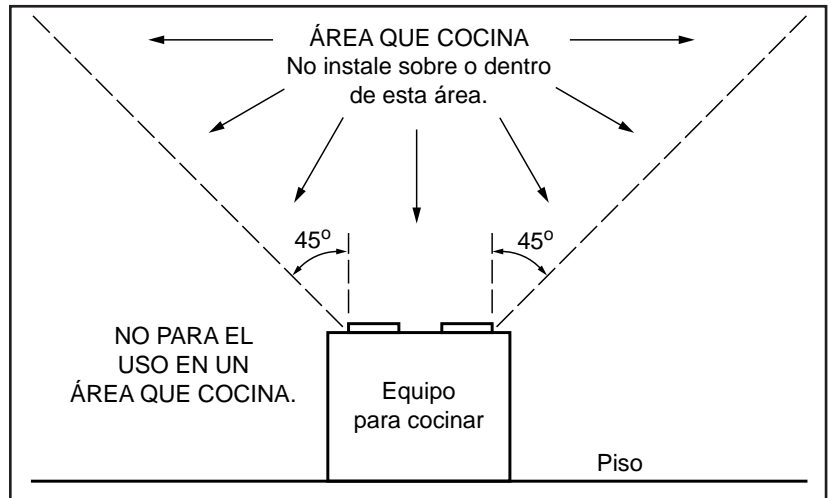 ÁREA QUE COCINA
No instale sobre o dentro
de esta área.
45º
45º
NO PARA EL
USO EN UN
ÁREA QUE COCINA.
Equipo
para cocinar
Piso